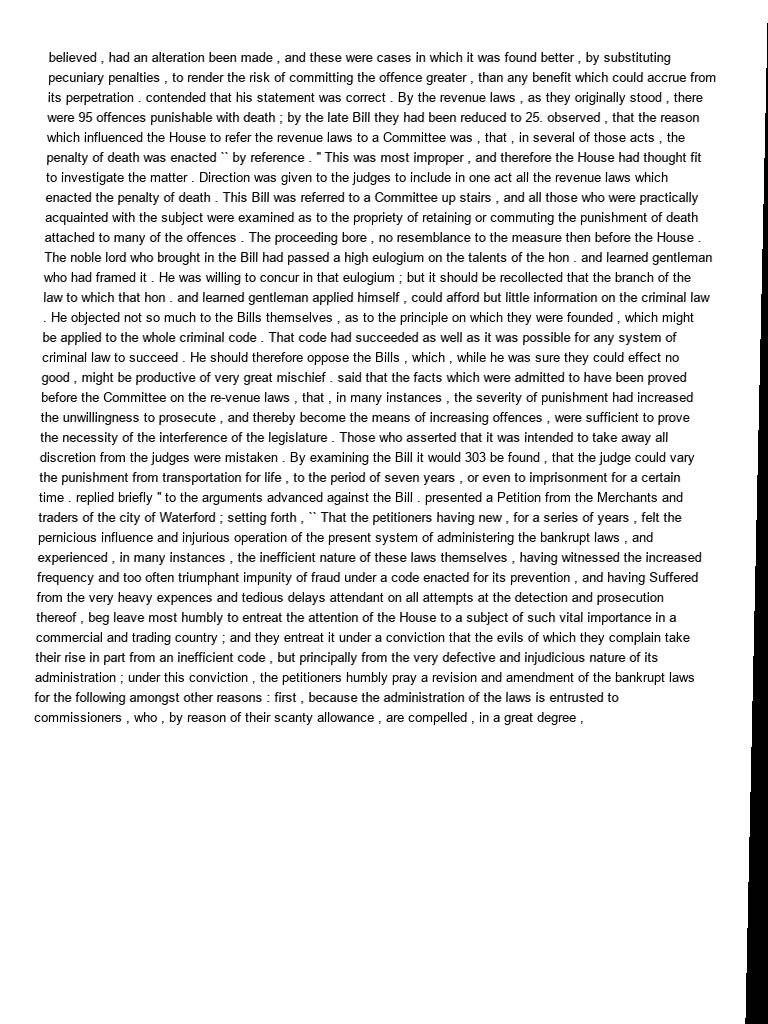 believed , had an alteration been made , and these were cases in which it was found better , by substituting
pecuniary penalties , to render the risk of committing the offence greater , than any benefit which could accrue from
its perpetration . contended that his statement was correct . By the revenue laws , as they originally stood , there
were 95 offences punishable with death ; by the late Bill they had been reduced to 25. observed , that the reason
which influenced the House to refer the revenue laws to a Committee was , that , in several of those acts , the
penalty of death was enacted `` by reference . '' This was most improper , and therefore the House had thought fit
to investigate the matter . Direction was given to the judges to include in one act all the revenue laws which
enacted the penalty of death . This Bill was referred to a Committee up stairs , and all those who were practically
acquainted with the subject were examined as to the propriety of retaining or commuting the punishment of death
attached to many of the offences . The proceeding bore , no resemblance to the measure then before the House .
The noble lord who brought in the Bill had passed a high eulogium on the talents of the hon . and learned gentleman
who had framed it . He was willing to concur in that eulogium ; but it should be recollected that the branch of the
law to which that hon . and learned gentleman applied himself , could afford but little information on the criminal law
. He objected not so much to the Bills themselves , as to the principle on which they were founded , which might
be applied to the whole criminal code . That code had succeeded as well as it was possible for any system of
criminal law to succeed . He should therefore oppose the Bills , which , while he was sure they could effect no
good , might be productive of very great mischief . said that the facts which were admitted to have been proved
before the Committee on the re-venue laws , that , in many instances , the severity of punishment had increased
the unwillingness to prosecute , and thereby become the means of increasing offences , were sufficient to prove
the necessity of the interference of the legislature . Those who asserted that it was intended to take away all
discretion from the judges were mistaken . By examining the Bill it would 303 be found , that the judge could vary
the punishment from transportation for life , to the period of seven years , or even to imprisonment for a certain
time . replied briefly '' to the arguments advanced against the Bill . presented a Petition from the Merchants and
traders of the city of Waterford ; setting forth , `` That the petitioners having new , for a series of years , felt the
pernicious influence and injurious operation of the present system of administering the bankrupt laws , and
experienced , in many instances , the inefficient nature of these laws themselves , having witnessed the increased
frequency and too often triumphant impunity of fraud under a code enacted for its prevention , and having Suffered
from the very heavy expences and tedious delays attendant on all attempts at the detection and prosecution
thereof , beg leave most humbly to entreat the attention of the House to a subject of such vital importance in a
commercial and trading country ; and they entreat it under a conviction that the evils of which they complain take
their rise in part from an inefficient code , but principally from the very defective and injudicious nature of its
administration ; under this conviction , the petitioners humbly pray a revision and amendment of the bankrupt laws
for the following amongst other reasons : first , because the administration of the laws is entrusted to
commissioners , who , by reason of their scanty allowance , are compelled , in a great degree ,